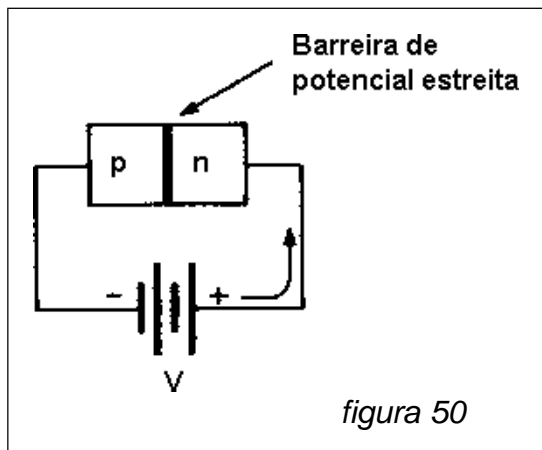 Barreira de
potencial estreita
p n
- +
V
figura 50